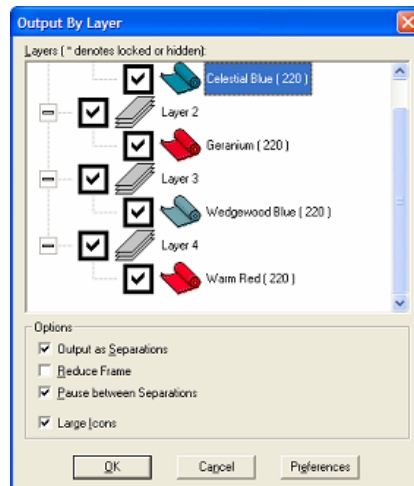 Output By Layer
Layers ( * denotes locked or hidden):
Celestial Blue ( 220 )
Layer 2
Geranium ( 220 )
Layer 3
Wedgewood Blue ( 220 )
Layer 4
Warm Red ( 220 )
Options
Output as Separations
Reduce Frame
Pause between Separations
Large Icons
OK Cancel Preferences